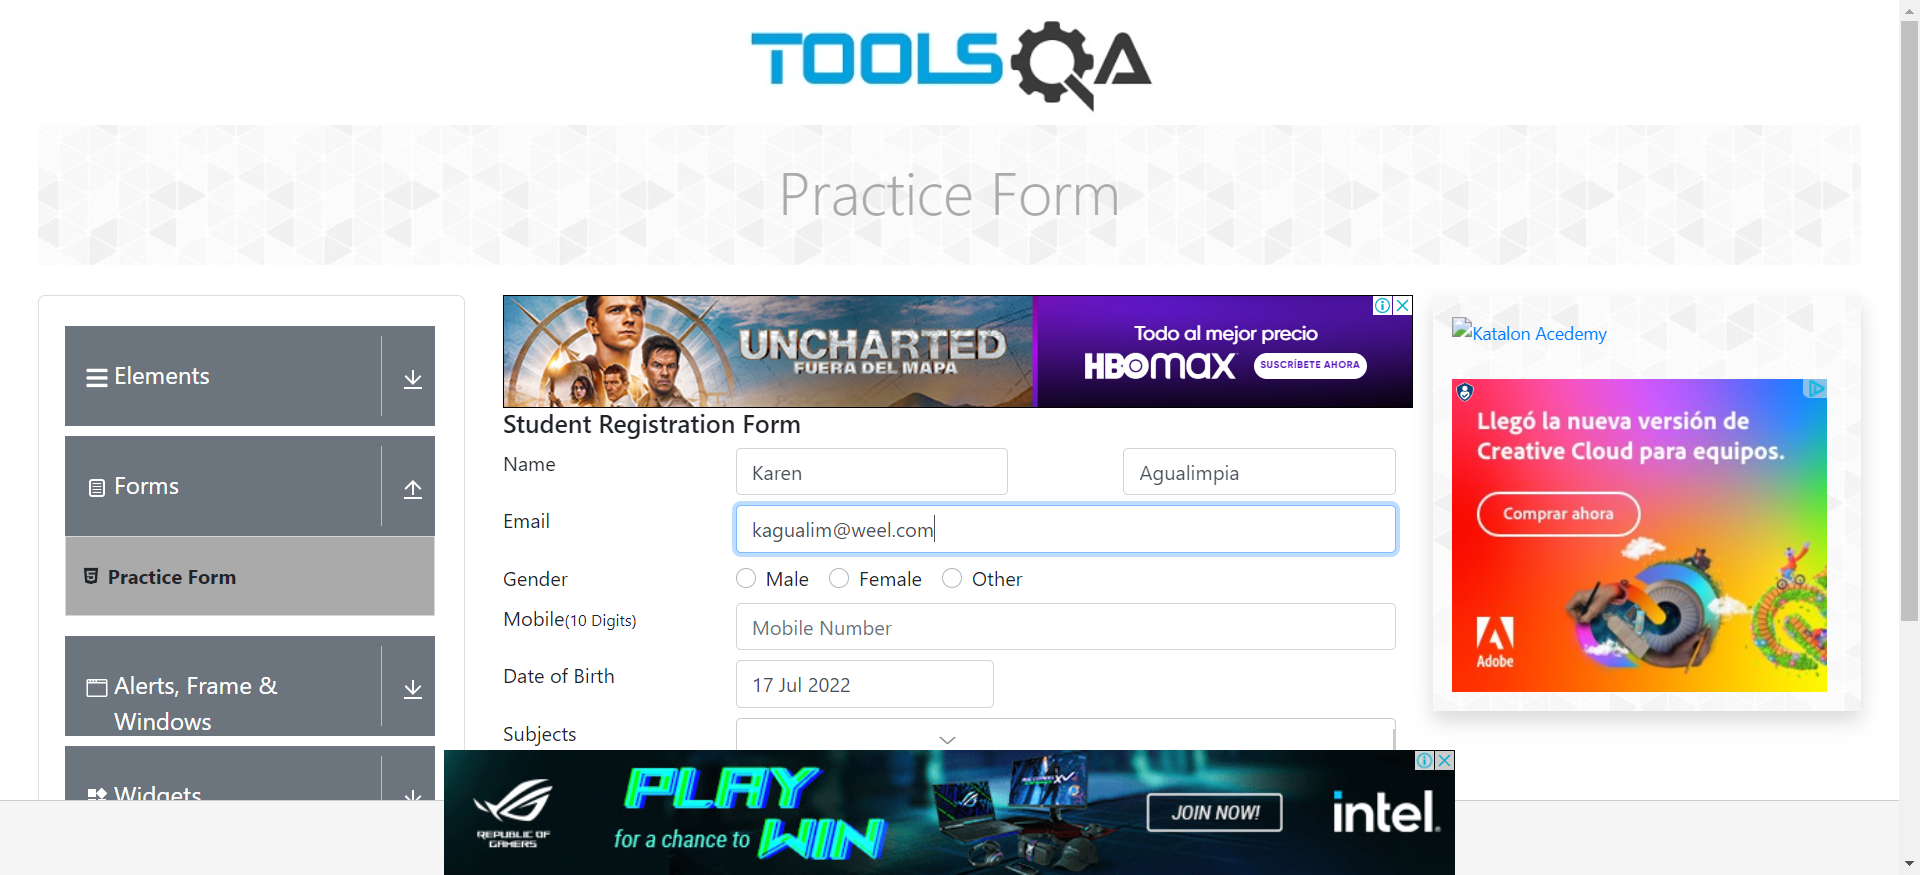 TOOLSQA
Practice Form
Elements
Forms
Practice Form
Alerts, Frame &
Windows
Widgets
UNCHARTED
FUERA DEL MAPA
Todo al mejor precio
HBOmax
SUSCRÍBETE AHORA
Student Registration Form
Name
Karen
Agualimpia
Email
kagualim@weel.com
Gender
Male
Female
Other
Mobile(10 Digits)
Mobile Number
Date of Birth
17 Jul 2022
Subjects
Katalon Acedemy
Llegó la nueva versión de
Creative Cloud para equipos.
Comprar ahora
Adobe
REPUBLIC OF
GAMERS
PLAY
for a chance to WIN
JOIN NOW!
intel.